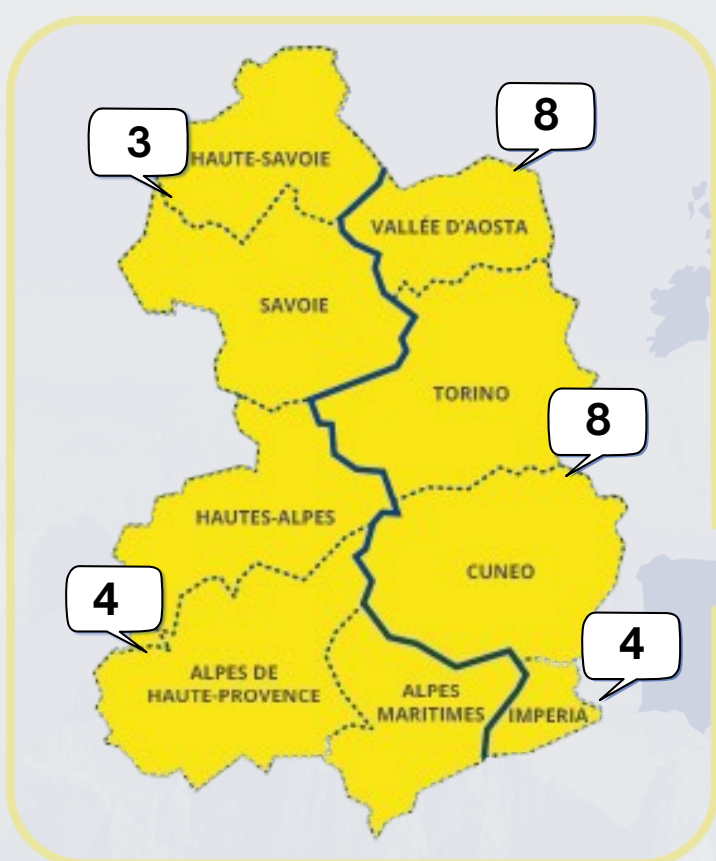 8
3
HAUTE-SAVOIE
VALLÉE D'AOSTA
SAVOIE
TORINO
8
HAUTES-ALPES
CUNEO
4
4
ALPES DE
HAUTE-PROVENCE
ALPES
MARITIMES
IMPERIA